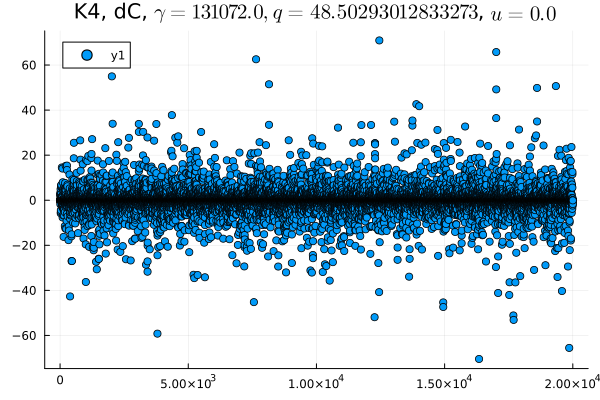 K4, dC, γ = 131072.0, q = 48.50293012833273, u = 0.0
y1
60
40
20
0
−20
−40
−60
0 5.00×10³ 1.00×10⁴ 1.50×10⁴ 2.00×10⁴